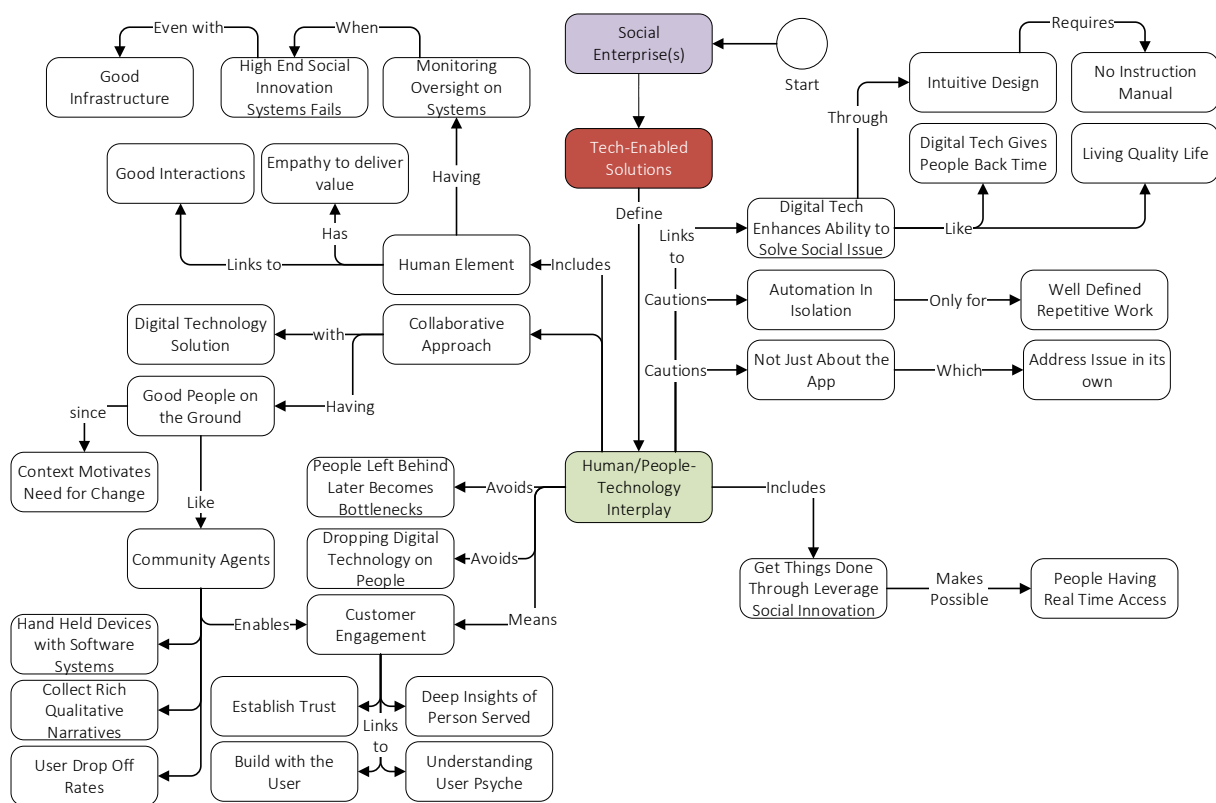 Even with
When
Good
Infrastructure
High End Social
Innovation
Systems Fails
Monitoring
Oversight on
Systems
Social
Enterprise(s)
Start
Requires
Intuitive Design
No Instruction
Manual
Through
Tech-Enabled
Solutions
Digital Tech Gives
People Back Time
Living Quality Life
Good Interactions
Empathy to deliver
value
Having
Define
Digital Tech
Enhances Ability to
Solve Social Issue
Like
Links
to
Has
Links to
Human Element
Includes
Cautions
Automation In
Isolation
Only for
Well Defined
Repetitive Work
Digital Technology
Solution
with
Collaborative
Approach
Cautions
Not Just About the
App
Which
Address Issue in its
own
Good People on
the Ground
Having
since
Context Motivates
Need for Change
Like
People Left Behind
Later Becomes
Bottlenecks
Avoids
Human/People-
Technology
Interplay
Includes
Community Agents
Dropping Digital
Technology on
People
Avoids
Get Things Done
Through Leverage
Social Innovation
Makes
Possible
People Having
Real Time Access
Hand Held Devices
with Software
Systems
Enables
Customer
Engagement
Means
Collect Rich
Qualitative
Narratives
Establish Trust
Deep Insights of
Person Served
Links
to
User Drop Off
Rates
Build with the
User
Understanding
User Psyche